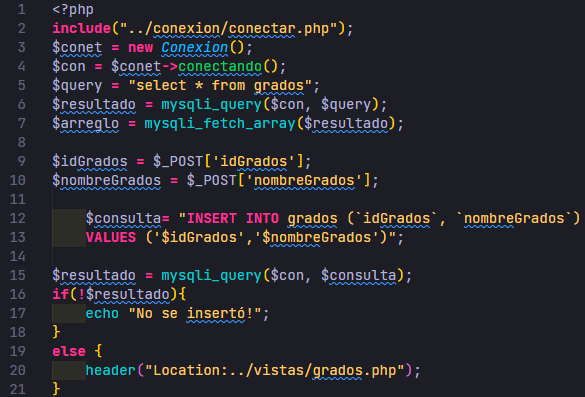 1 <?php
2 include("../conexion/conectar.php");
3 $conet = new Conexion();
4 $con = $conet->conectando();
5 $query = "select * from grados";
6 $resultado = mysqli_query($con, $query);
7 $arreglo = mysqli_fetch_array($resultado);
8
9 $idGrados = $_POST['idGrados'];
10 $nombreGrados = $_POST['nombreGrados'];
11
12     $consulta= "INSERT INTO grados (`idGrados`, `nombreGrados`)
13     VALUES ('$idGrados','$nombreGrados')";
14
15 $resultado = mysqli_query($con, $consulta);
16 if(!$resultado){
17     echo "No se insertó!";
18 }
19 else {
20     header("Location:../vistas/grados.php");
21 }